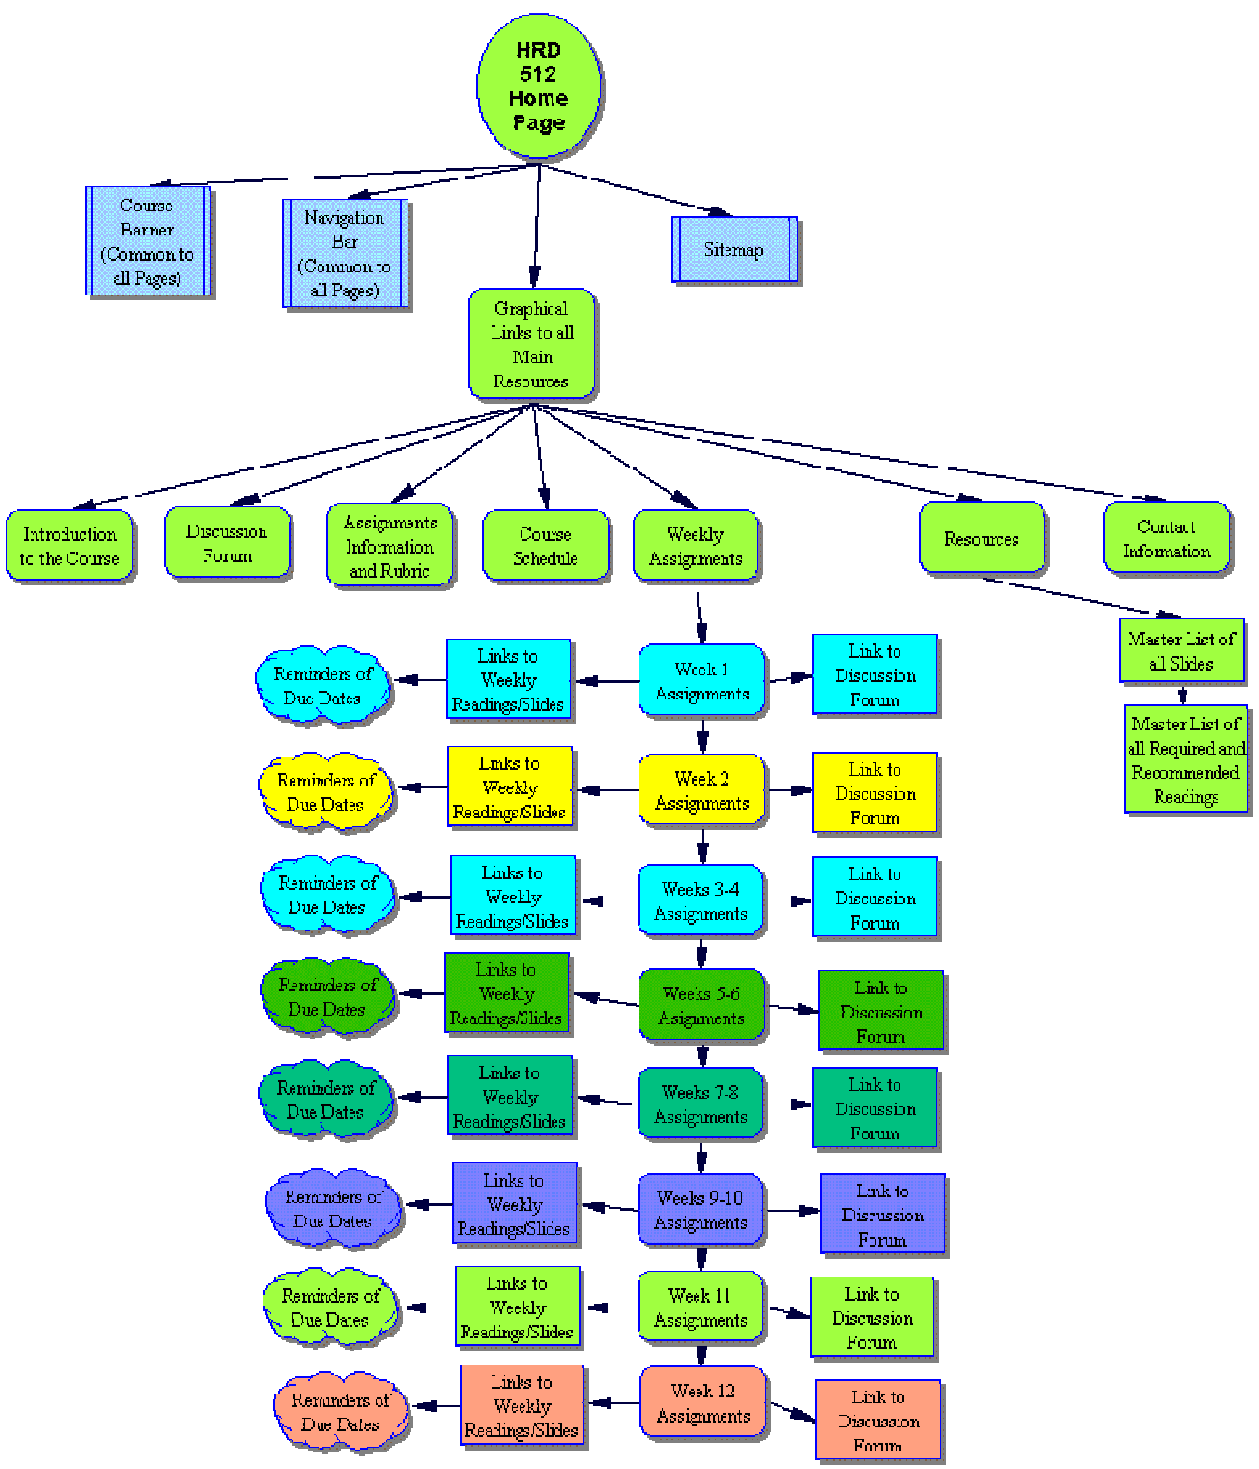 HRD
512
Home
Page
Course
Banner
(Common to
all Pages)
Navigation
Bar
(Common to
all Pages)
Sitemap
Graphical
Links to all
Main
Resources
Introduction
to the Course
Discussion
Forum
Assignments
Information
and Rubric
Course
Schedule
Weekly
Assignments
Resources
Contact
Information
Master List of
all Slides
Master List of
all Required and
Recommended
Readings
Reminders of
Due Dates
Links to
Weekly
Readings/Slides
Week 1
Assignments
Link to
Discussion
Forum
Reminders of
Due Dates
Links to
Weekly
Readings/Slides
Week 2
Assignments
Link to
Discussion
Forum
Reminders of
Due Dates
Links to
Weekly
Readings/Slides
Weeks 3-4
Assignments
Link to
Discussion
Forum
Reminders of
Due Dates
Links to
Weekly
Readings/Slides
Weeks 5-6
Asignments
Link to
Discussion
Forum
Reminders of
Due Dates
Links to
Weekly
Readings/Slides
Weeks 7-8
Assignments
Link to
Discussion
Forum
Reminders of
Due Dates
Links to
Weekly
Readings/Slides
Weeks 9-10
Assignments
Link to
Discussion
Forum
Reminders of
Due Dates
Links to
Weekly
Readings/Slides
Week 11
Assignments
Link to
Discussion
Forum
Reminders of
Due Dates
Links to
Weekly
Readings/Slides
Week 12
Assignments
Link to
Discussion
Forum